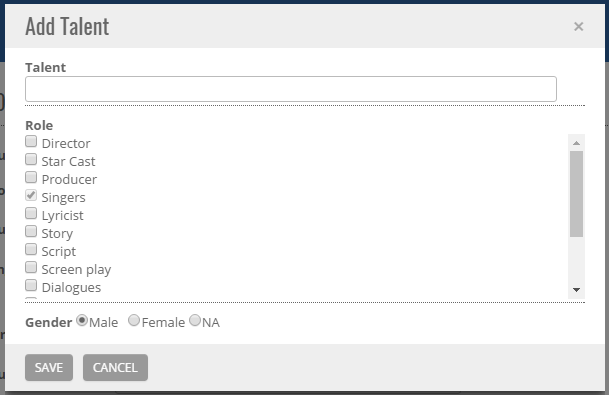 Add Talent ×
Talent
Role
Director
Star Cast
Producer
Singers
Lyricist
Story
Script
Screen play
Dialogues
Gender Male Female NA
SAVE CANCEL